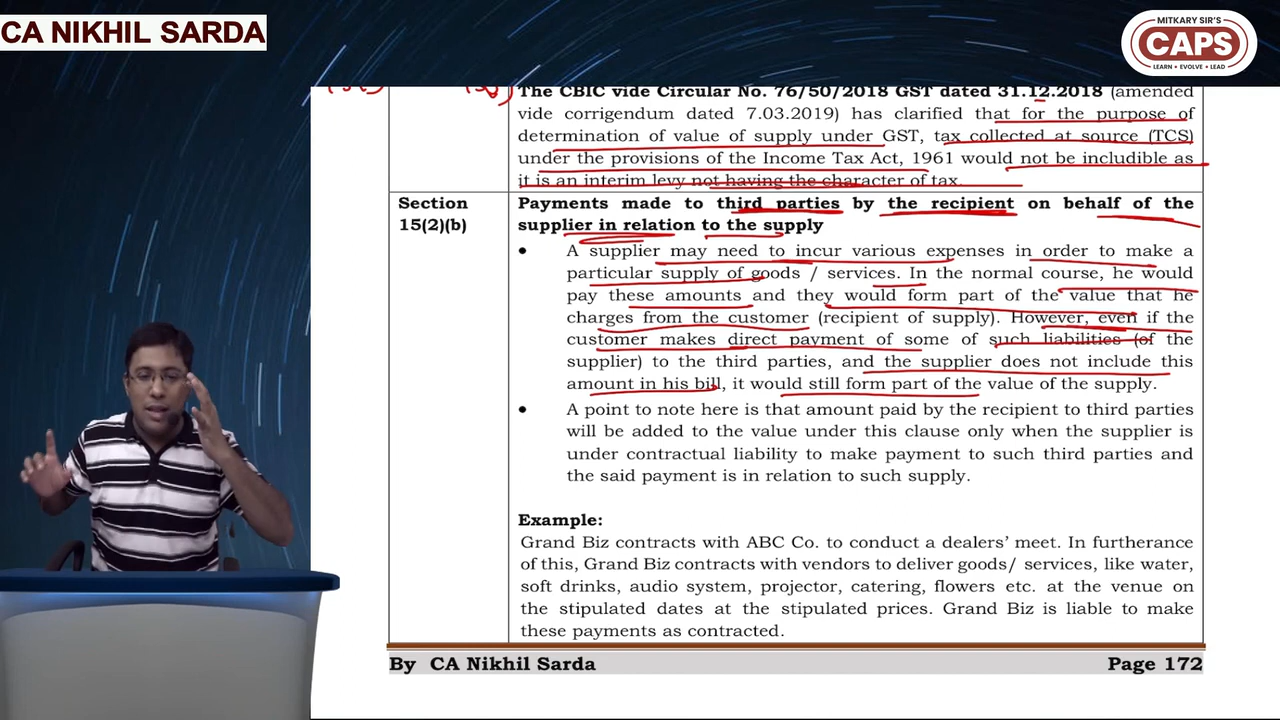 CA NIKHIL SARDA
MITKARY SIR'S
CAPS
LEARN • EVOLVE • LEAD
The CBIC vide Circular No. 76/50/2018 GST dated 31.12.2018 (amended
vide corrigendum dated 7.03.2019) has clarified that for the purpose of
determination of value of supply under GST, tax collected at source (TCS)
under the provisions of the Income Tax Act, 1961 would not be includible as
it is an interim levy not having the character of tax.
Section
15(2)(b)
Payments made to third parties by the recipient on behalf of the
supplier in relation to the supply
• A supplier may need to incur various expenses in order to make a
particular supply of goods / services. In the normal course, he would
pay these amounts and they would form part of the value that he
charges from the customer (recipient of supply). However, even if the
customer makes direct payment of some of such liabilities (of the
supplier) to the third parties, and the supplier does not include this
amount in his bill, it would still form part of the value of the supply.
• A point to note here is that amount paid by the recipient to third parties
will be added to the value under this clause only when the supplier is
under contractual liability to make payment to such third parties and
the said payment is in relation to such supply.
Example:
Grand Biz contracts with ABC Co. to conduct a dealers' meet. In furtherance
of this, Grand Biz contracts with vendors to deliver goods/ services, like water,
soft drinks, audio system, projector, catering, flowers etc. at the venue on
the stipulated dates at the stipulated prices. Grand Biz is liable to make
these payments as contracted.
By CA Nikhil Sarda
Page 172